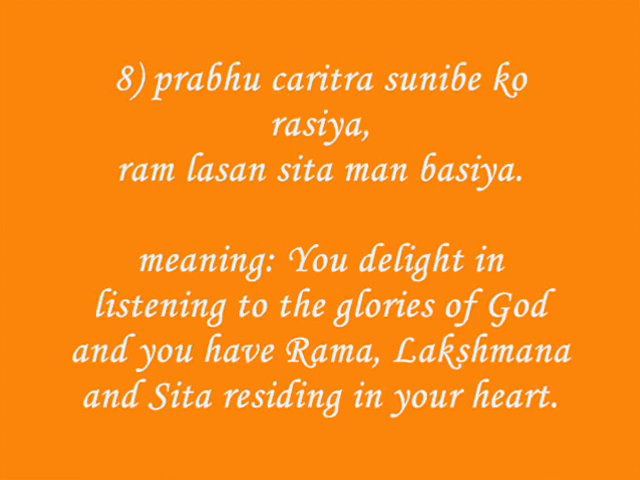 8) prabhu caritra sunibe ko
rasiya,
ram lasan sita man basiya.
meaning: You delight in
listening to the glories of God
and you have Rama, Lakshmana
and Sita residing in your heart.